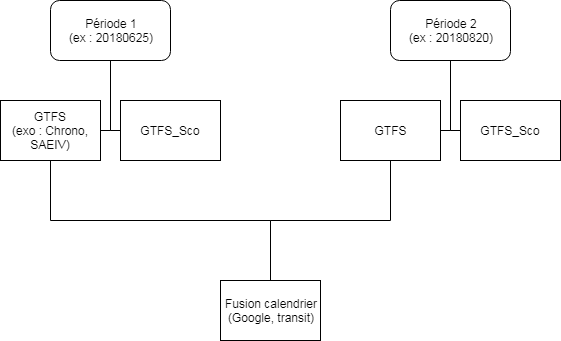 Période 1
(ex : 20180625)
Période 2
(ex : 20180820)
GTFS
(exo : Chrono,
SAEIV)
GTFS_Sco
GTFS
GTFS_Sco
Fusion calendrier
(Google, transit)